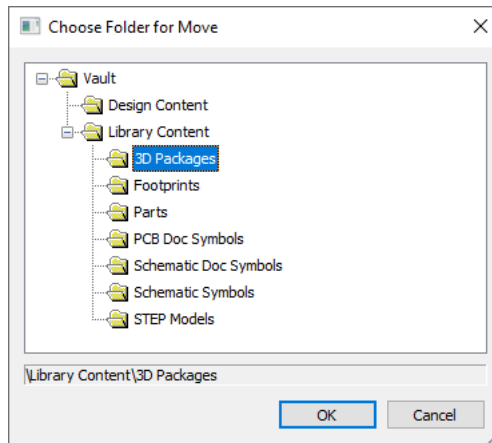 Choose Folder for Move
Vault
Design Content
Library Content
3D Packages
Footprints
Parts
PCB Doc Symbols
Schematic Doc Symbols
Schematic Symbols
STEP Models
\Library Content\3D Packages
OK Cancel